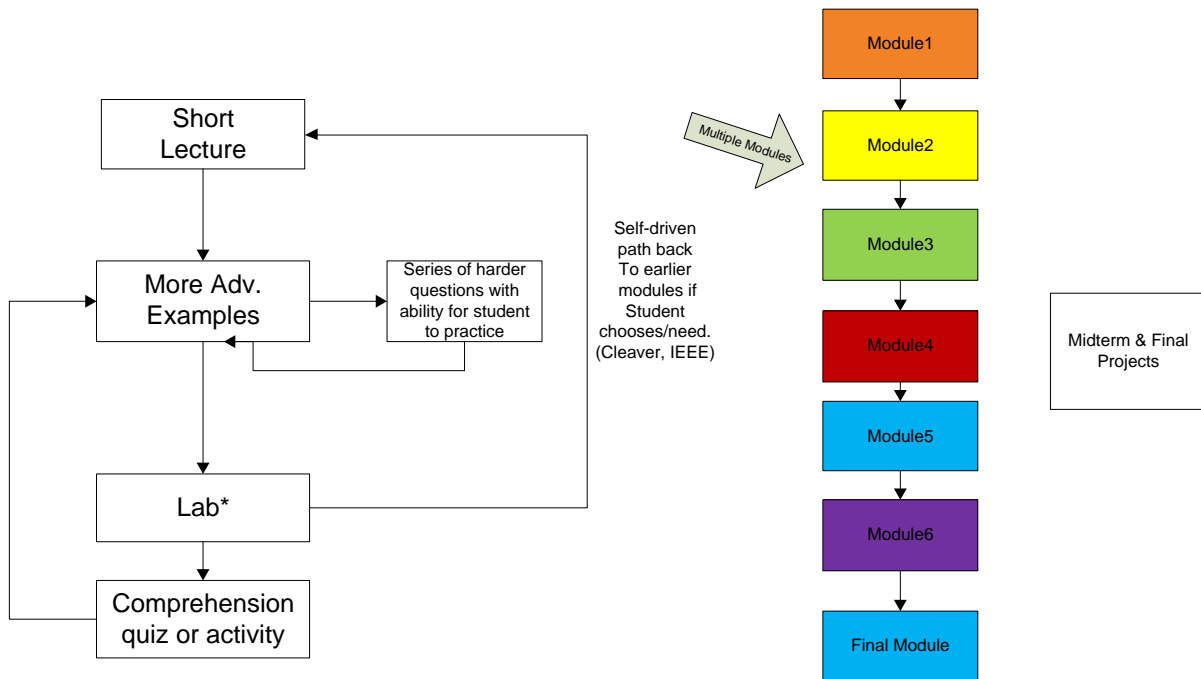 Short
Lecture
More Adv.
Examples
Series of harder
questions with
ability for student
to practice
Lab*
Comprehension
quiz or activity
Self-driven
path back
To earlier
modules if
Student
chooses/need.
(Cleaver, IEEE)
Multiple Modules
Module1
Module2
Module3
Module4
Module5
Module6
Final Module
Midterm & Final
Projects